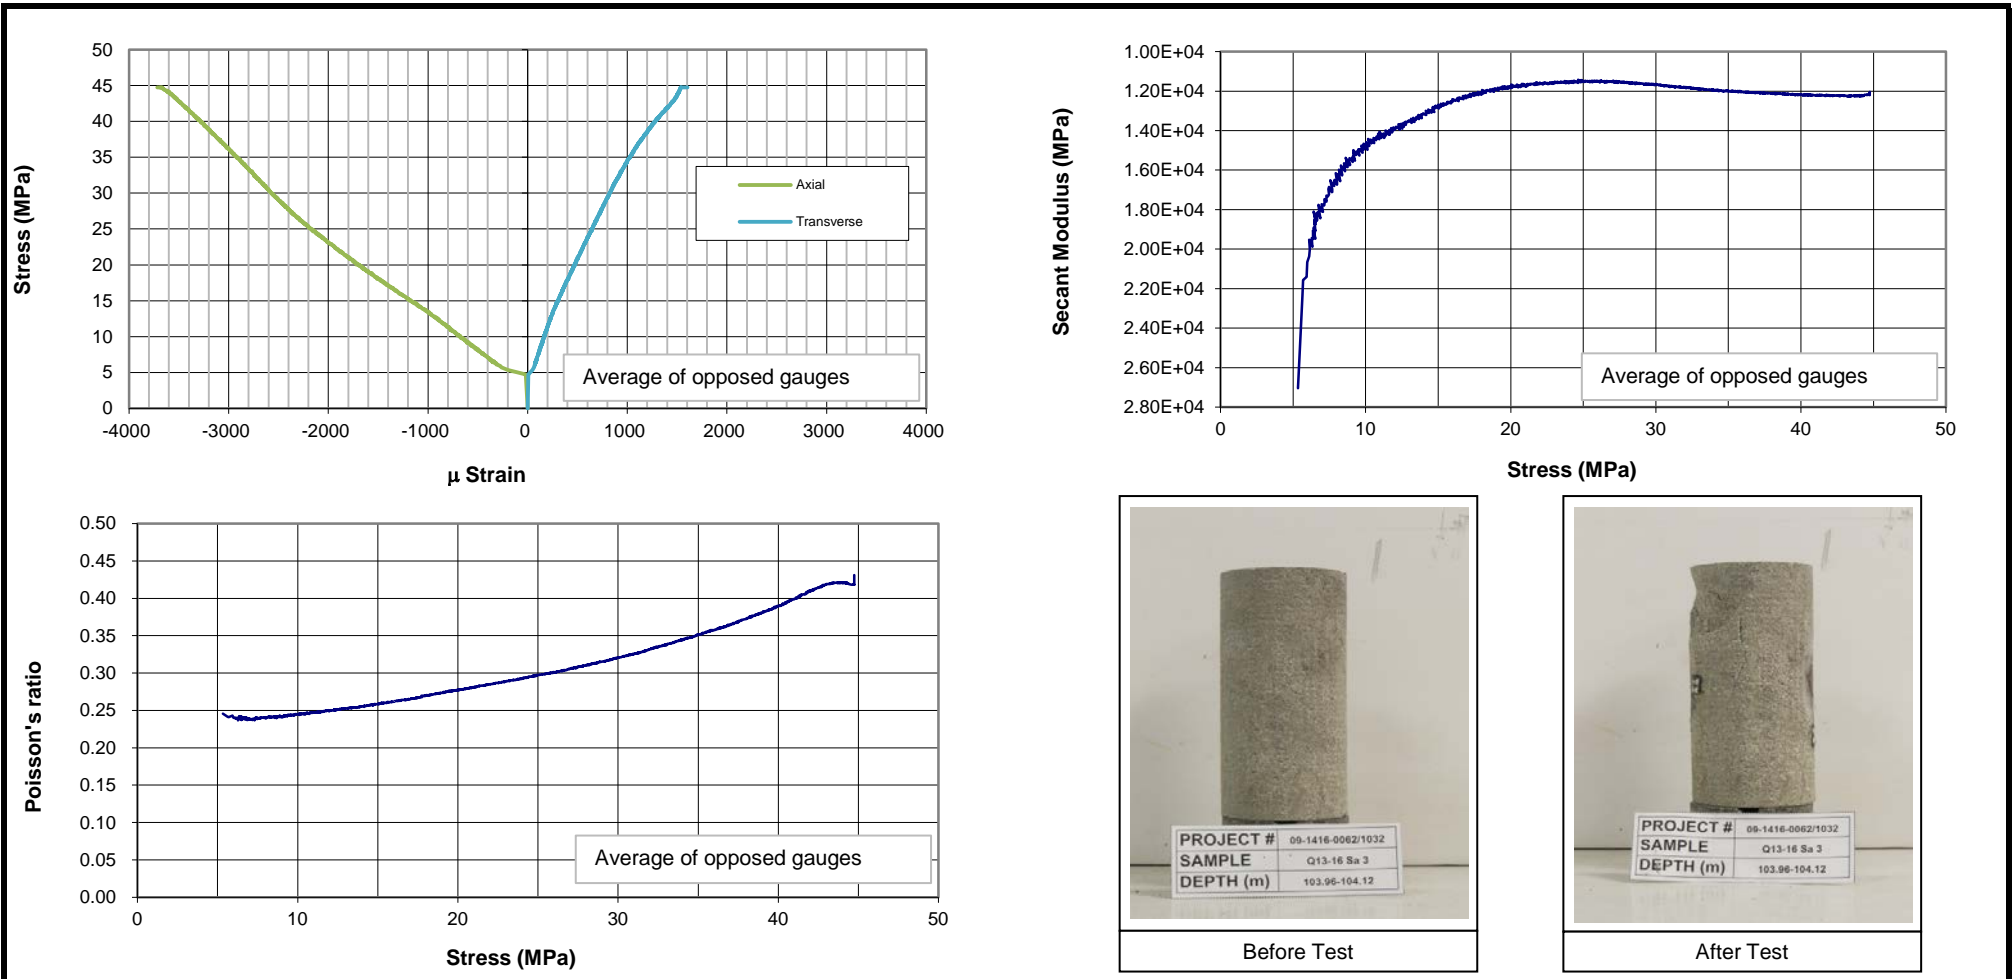 50
45
40
35
30
25
20
15
10
5
0
-4000 -3000 -2000 -1000 0 1000 2000 3000 4000
Stress (MPa)
μ Strain
Axial
Transverse
Average of opposed gauges
1.00E+04
1.20E+04
1.40E+04
1.60E+04
1.80E+04
2.00E+04
2.20E+04
2.40E+04
2.60E+04
2.80E+04
0 10 20 30 40 50
Secant Modulus (MPa)
Stress (MPa)
Average of opposed gauges
0.50
0.45
0.40
0.35
0.30
0.25
0.20
0.15
0.10
0.05
0.00
0 10 20 30 40 50
Poisson's ratio
Stress (MPa)
Average of opposed gauges
PROJECT # 09-1416-0062/1032
SAMPLE Q13-16 Sa 3
DEPTH (m) 103.96-104.12
Before Test
PROJECT # 09-1416-0062/1032
SAMPLE Q13-16 Sa 3
DEPTH (m) 103.96-104.12
After Test